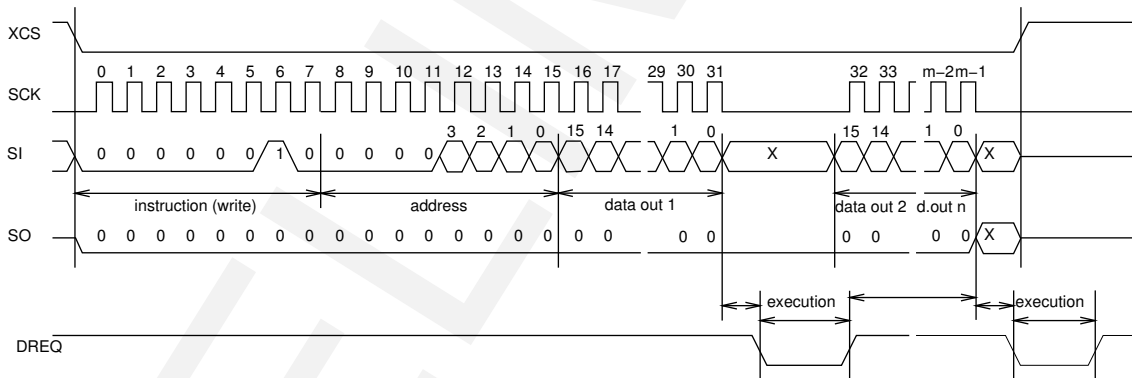 XCS
0 1 2 3 4 5 6 7 8 9 10 11 12 13 14 15 16 17 29 30 31 32 33 m-2 m-1
SCK
3 2 1 0 15 14 1 0 15 14 1 0
SI 0 0 0 0 0 0 1 0 0 0 0 0 X X
instruction (write) address data out 1 data out 2 d.out n
SO 0 0 0 0 0 0 0 0 0 0 0 0 0 0 0 0 0 0 0 0 0 0 0 0 X
execution execution
DREQ